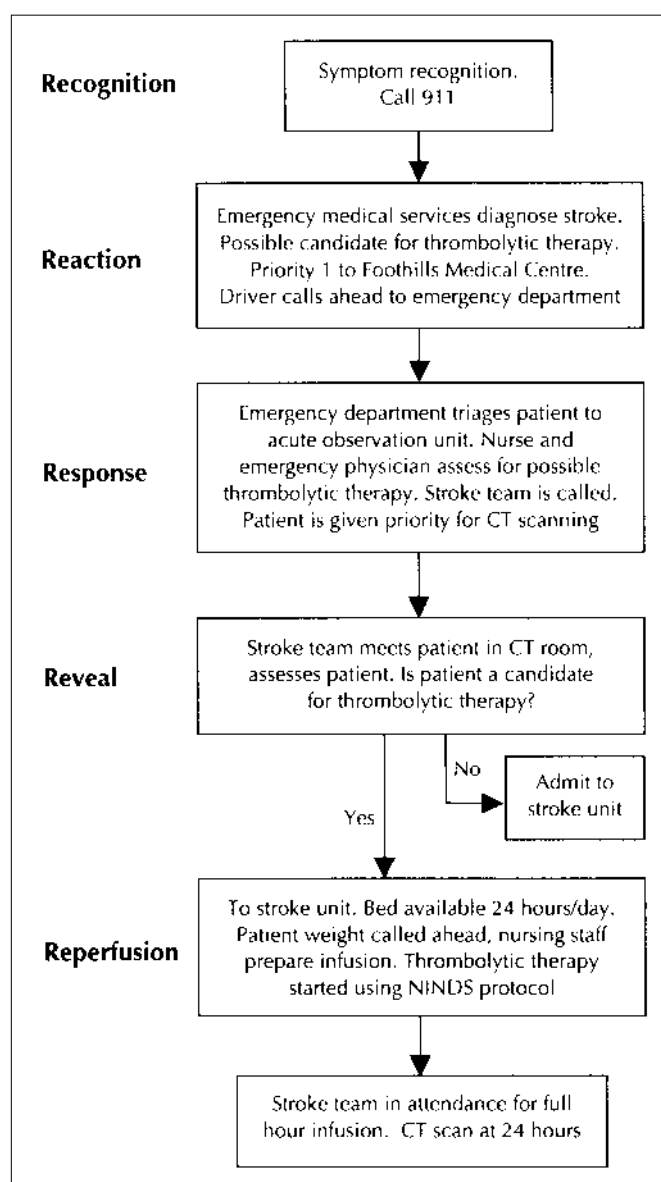 Recognition
Symptom recognition.
Call 911
Reaction
Emergency medical services diagnose stroke.
Possible candidate for thrombolytic therapy.
Priority 1 to Foothills Medical Centre.
Driver calls ahead to emergency department
Response
Emergency department triages patient to
acute observation unit. Nurse and
emergency physician assess for possible
thrombolytic therapy. Stroke team is called.
Patient is given priority for CT scanning
Reveal
Stroke team meets patient in CT room,
assesses patient. Is patient a candidate
for thrombolytic therapy?
No
Admit to
stroke unit
Yes
Reperfusion
To stroke unit. Bed available 24 hours/day.
Patient weight called ahead, nursing staff
prepare infusion. Thrombolytic therapy
started using NINDS protocol
Stroke team in attendance for full
hour infusion. CT scan at 24 hours